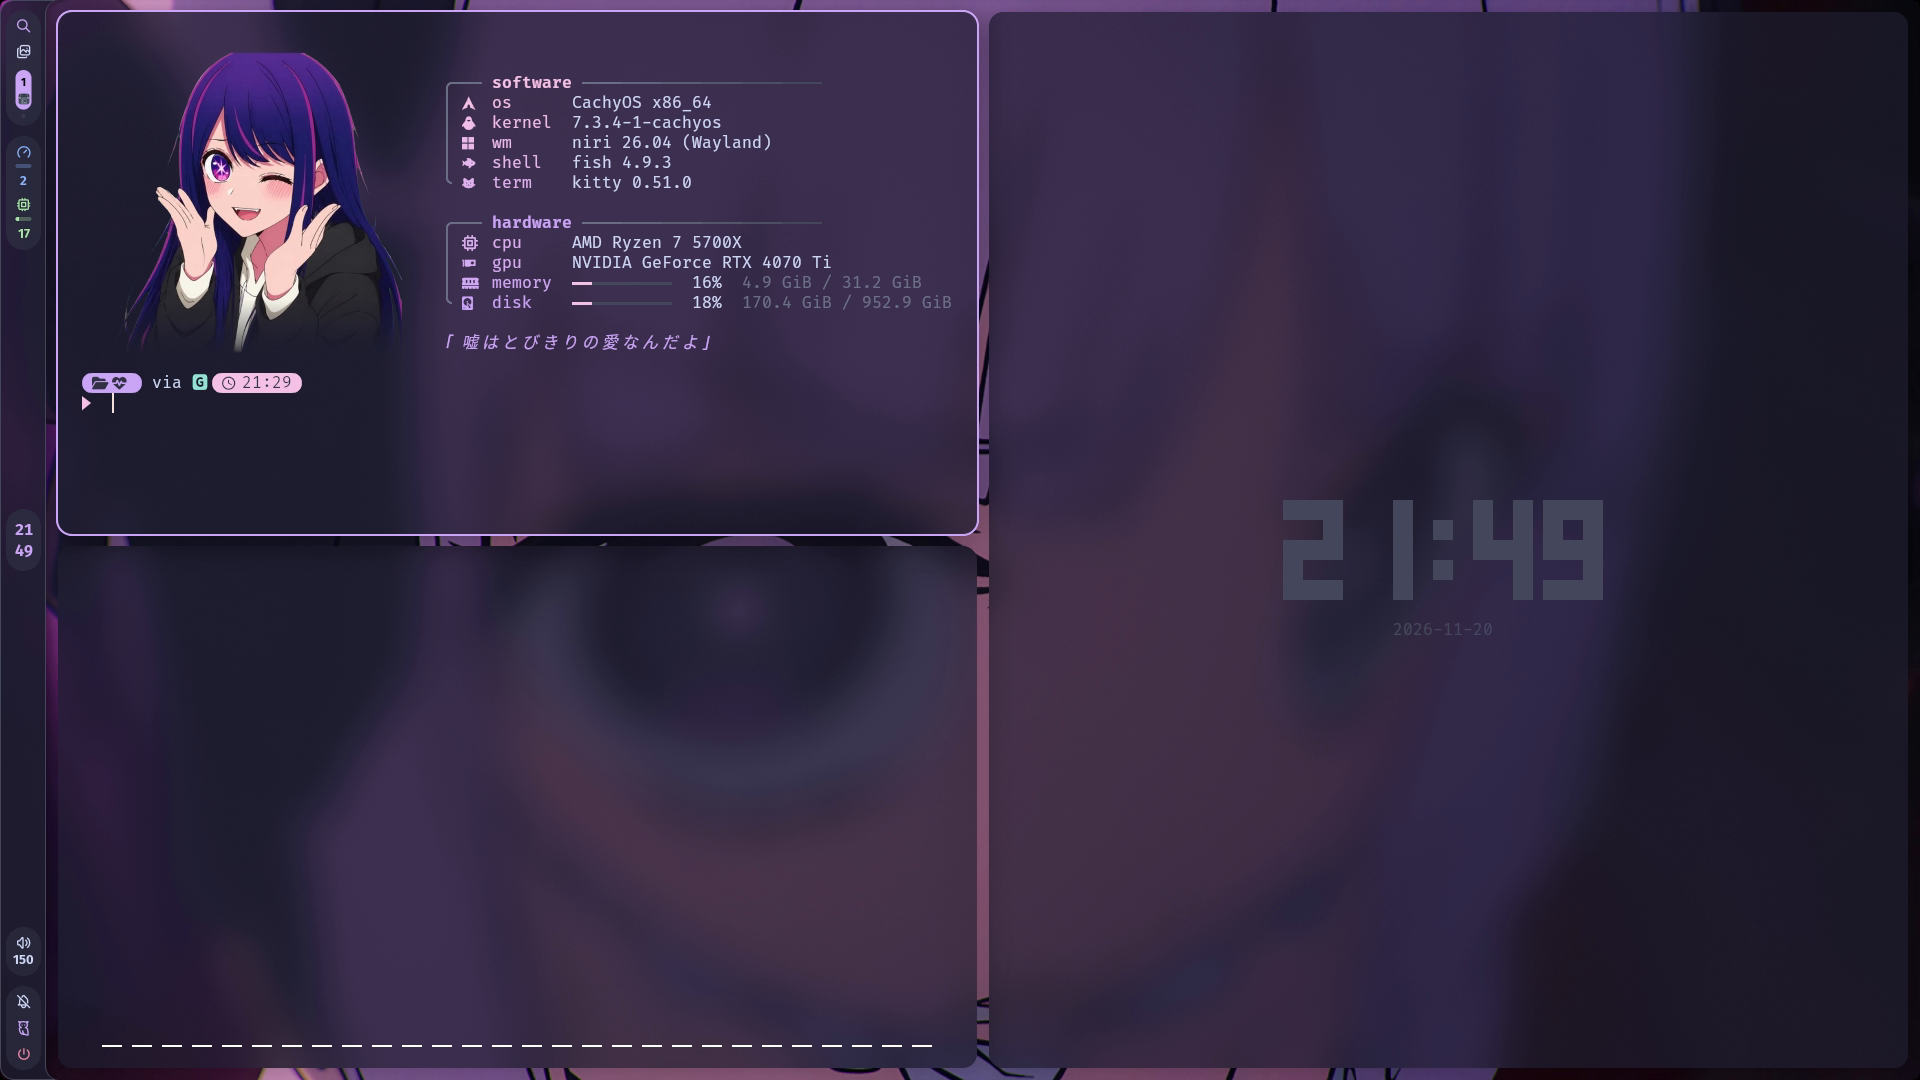 1
2
17
21
49
150
software
os CachyOS x86_64
kernel 7.3.4-1-cachyos
wm niri 26.04 (Wayland)
shell fish 4.9.3
term kitty 0.51.0
hardware
cpu AMD Ryzen 7 5700X
gpu NVIDIA GeForce RTX 4070 Ti
memory 16% 4.9 GiB / 31.2 GiB
disk 18% 170.4 GiB / 952.9 GiB
「嘘はとびきりの愛なんだよ」
via G 21:29
21:49
2026-11-20